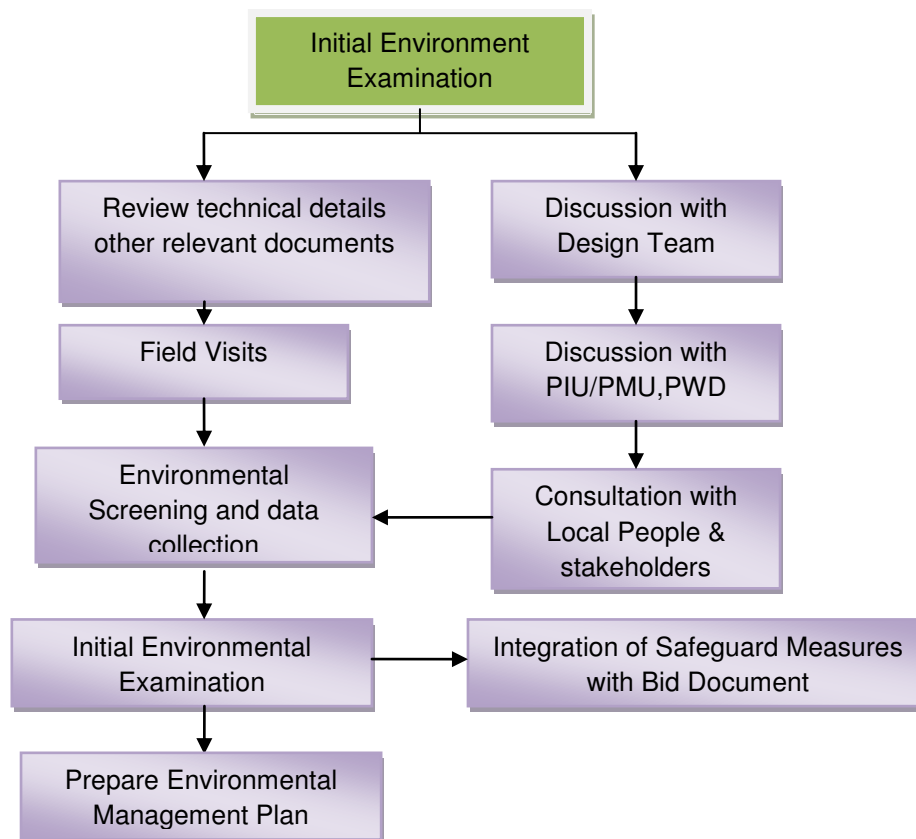 Initial Environment
Examination
Review technical details
other relevant documents
Discussion with
Design Team
Field Visits
Discussion with
PIU/PMU,PWD
Environmental
Screening and data
collection
Consultation with
Local People &
stakeholders
Initial Environmental
Examination
Integration of Safeguard Measures
with Bid Document
Prepare Environmental
Management Plan